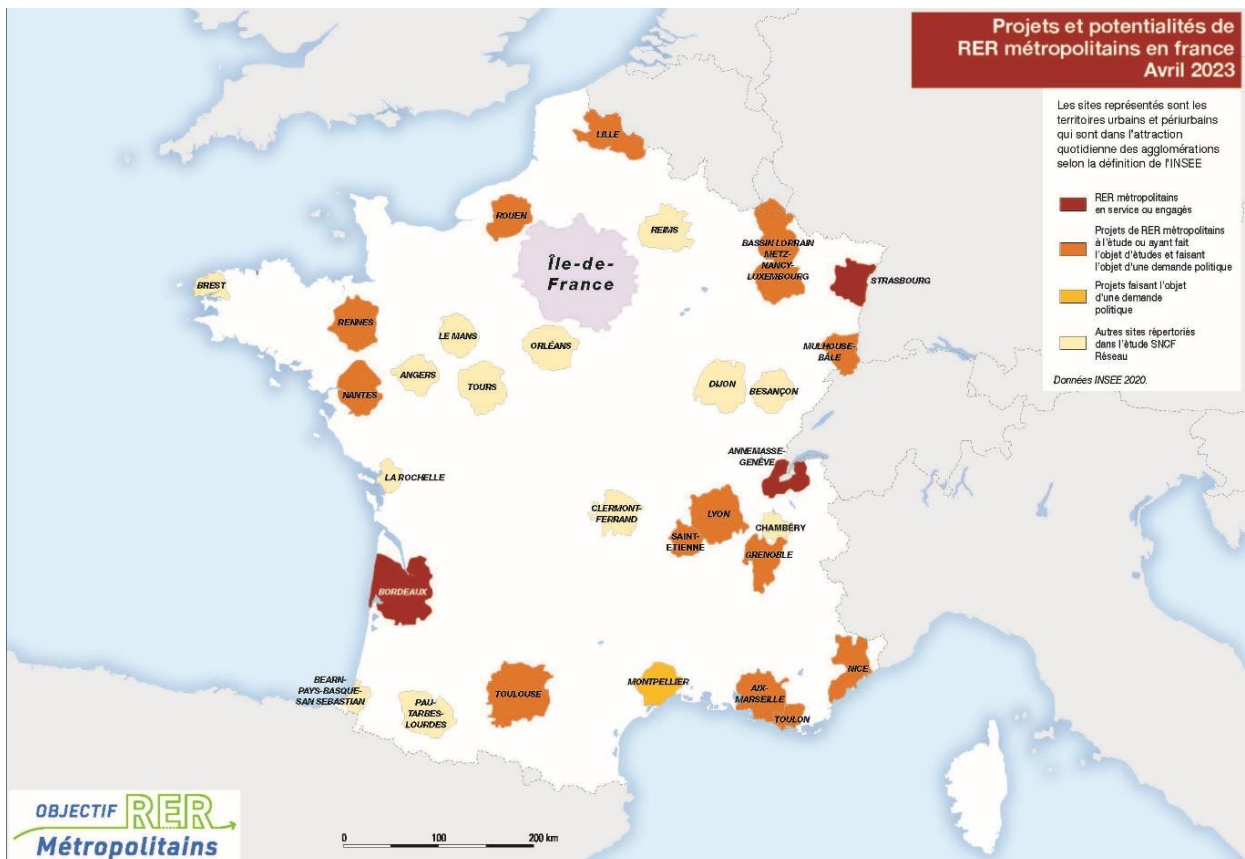 Projets et potentialités de
RER métropolitains en france
Avril 2023
Les sites représentés sont les
territoires urbains et périurbains
qui sont dans l'attraction
quotidienne des agglomérations
selon la définition de l'INSEE
RER métropolitains
en service ou engagés
Projets de RER métropolitains
à l'étude ou ayant fait
l'objet d'études et faisant
l'objet d'une demande politique
Projets faisant l'objet
d'une demande
politique
Autres sites répertoriés
dans l'étude SNCF
Réseau
Données INSEE 2020.
LILLE
ROUEN
REIMS
Île-de-
France
BASSIN LORRAIN
METZ-
NANCY-
LUXEMBOURG
STRASBOURG
BREST
RENNES
LE MANS
ORLÉANS
MULHOUSE-
BÂLE
NANTES
ANGERS
TOURS
DIJON
BESANÇON
LA ROCHELLE
ANNEMASSE-
GENÈVE
CLERMONT-
FERRAND
LYON
SAINT-
ETIENNE
CHAMBÉRY
GRENOBLE
BORDEAUX
BEARN-
PAYS-BASQUE-
SAN SEBASTIAN
PAU-
TARBES-
LOURDES
TOULOUSE
MONTPELLIER
AIX-
MARSEILLE
TOULON
NICE
OBJECTIF RER
Métropolitains
0 100 200 km